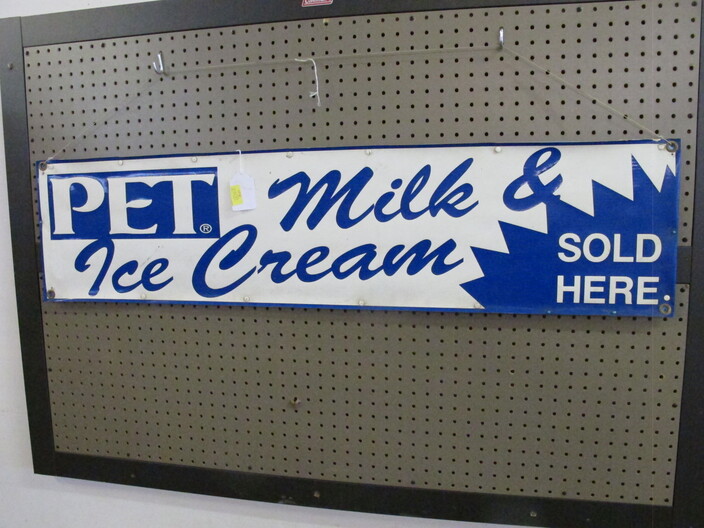 PET® Milk &
Ice Cream
SOLD
HERE.